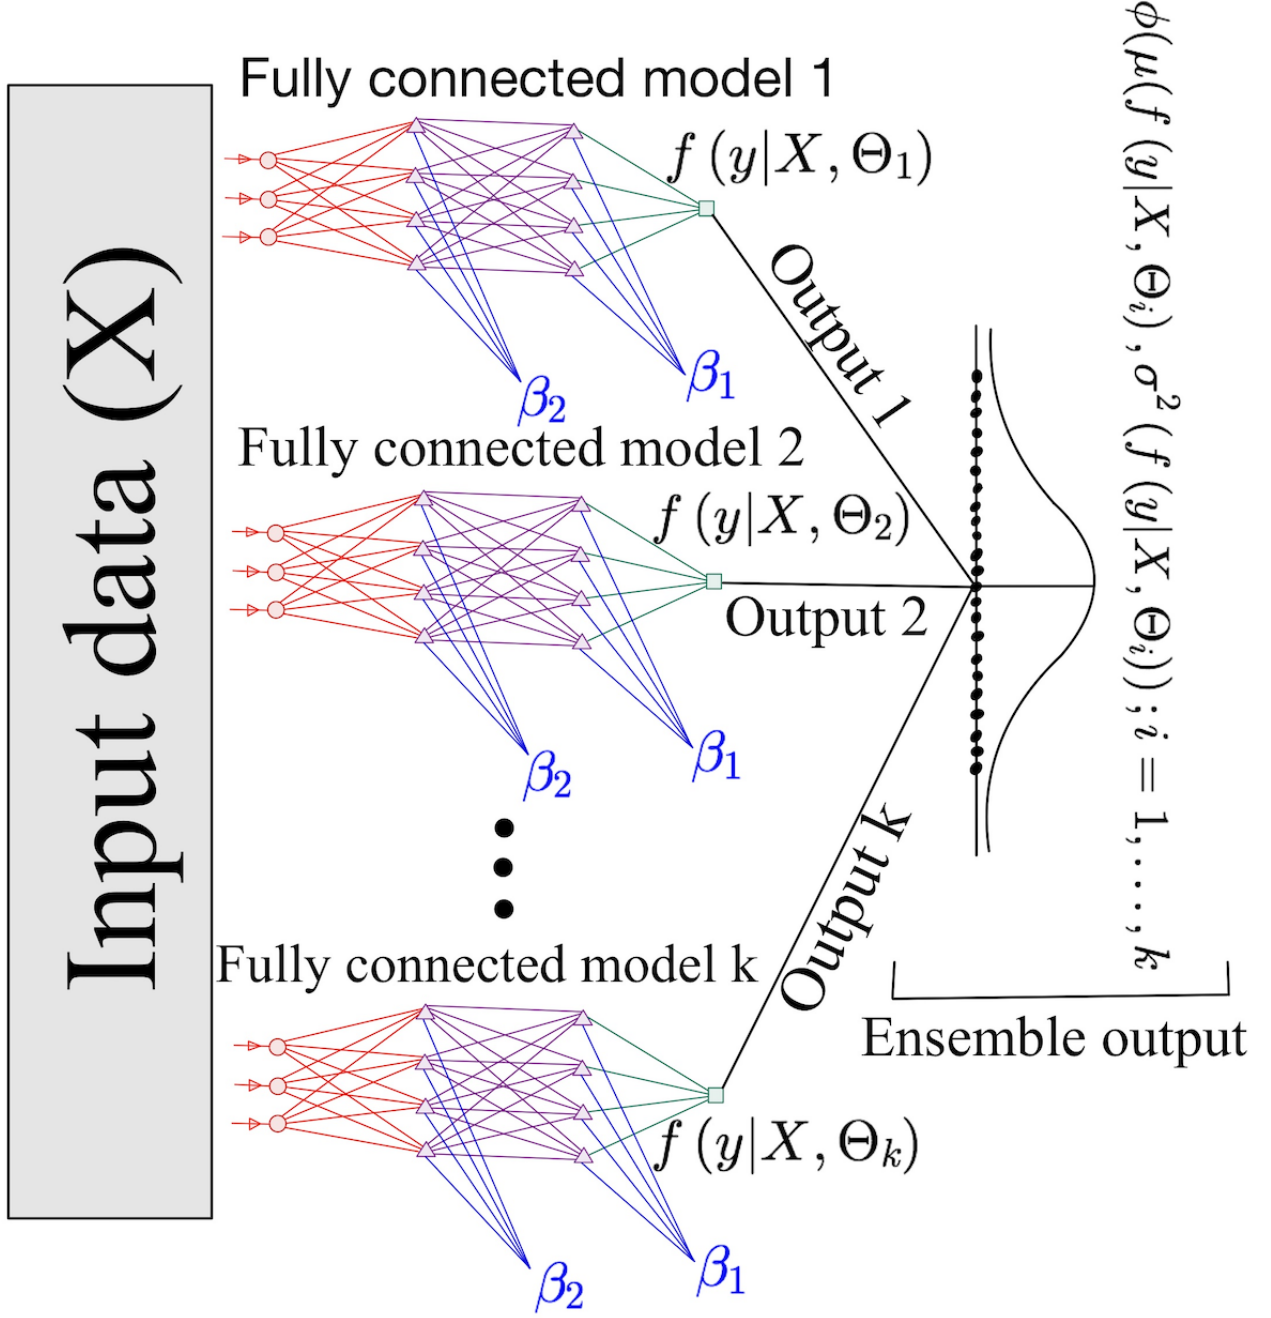 Input data (X)
Fully connected model 1
f (y|X, Θ₁)
Output 1
β₂
β₁
Fully connected model 2
f (y|X, Θ₂)
Output 2
β₂
β₁
Fully connected model k
Output k
f (y|X, Θₖ)
β₂
β₁
ϕ(μ(f (y|X, Θᵢ), σ²(f (y|X, Θᵢ)); i = 1, . . . , k
Ensemble output